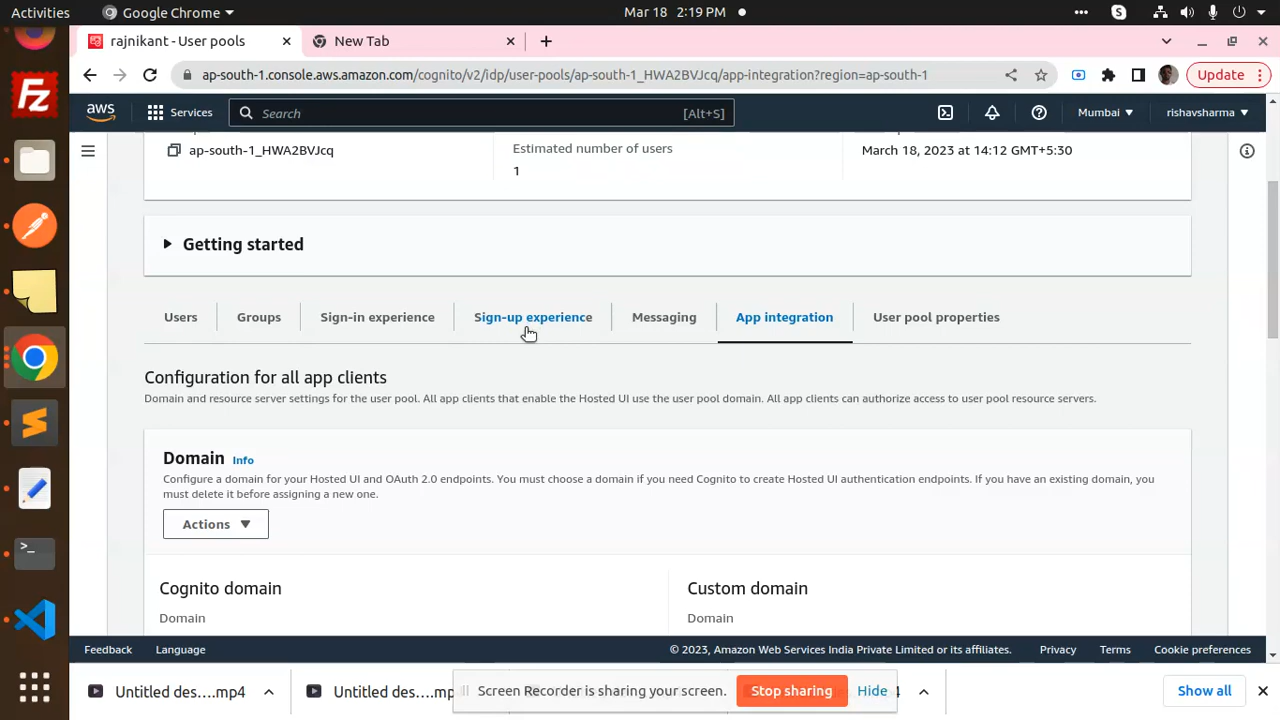 Activities
Google Chrome
Mar 18 2:19 PM
rajnikant - User pools
New Tab
ap-south-1.console.aws.amazon.com/cognito/v2/idp/user-pools/ap-south-1_HWA2BVJcq/app-integration?region=ap-south-1
Update
aws
Services
Search
[Alt+S]
Mumbai
rishavsharma
ap-south-1_HWA2BVJcq
Estimated number of users
1
March 18, 2023 at 14:12 GMT+5:30
Getting started
Users
Groups
Sign-in experience
Sign-up experience
Messaging
App integration
User pool properties
Configuration for all app clients
Domain and resource server settings for the user pool. All app clients that enable the Hosted UI use the user pool domain. All app clients can authorize access to user pool resource servers.
Domain Info
Configure a domain for your Hosted UI and OAuth 2.0 endpoints. You must choose a domain if you need Cognito to create Hosted UI authentication endpoints. If you have an existing domain, you
must delete it before assigning a new one.
Actions
Cognito domain
Domain
Custom domain
Domain
Feedback
Language
© 2023, Amazon Web Services India Private Limited or its affiliates.
Privacy
Terms
Cookie preferences
Untitled des....mp4
Untitled des....mp
Screen Recorder is sharing your screen.
Stop sharing
Hide
4
Show all